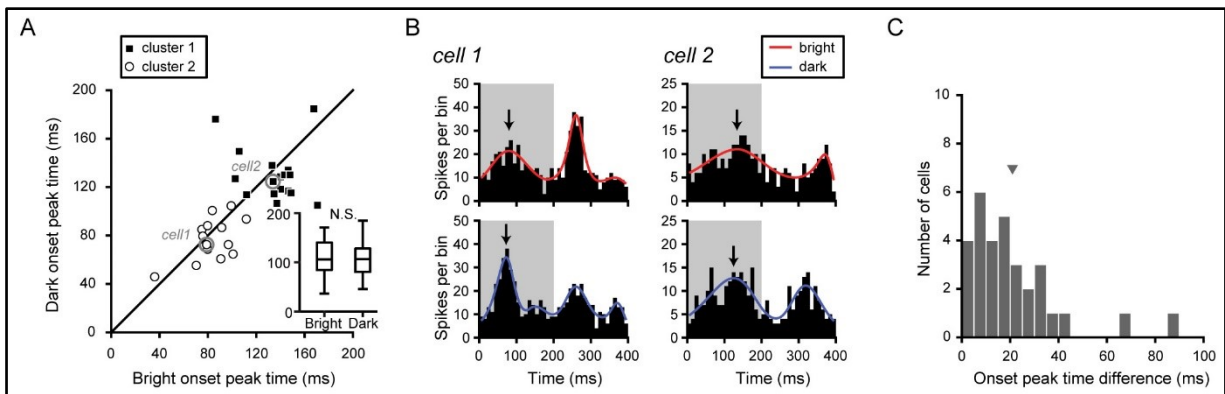 A
cluster 1
cluster 2
Dark onset peak time (ms)
200
160
120
80
40
0
cell2
cell1
0 40 80 120 160 200
Bright onset peak time (ms)
N.S.
200
100
0
Bright Dark
B
bright
dark
cell 1
cell 2
Spikes per bin
50
40
30
20
10
0
25
20
15
10
5
0
Spikes per bin
50
40
30
20
10
0
25
20
15
10
5
0
0 100 200 300 400
0 100 200 300 400
Time (ms)
Time (ms)
C
Number of cells
10
8
6
4
2
0
0 20 40 60 80 100
Onset peak time difference (ms)